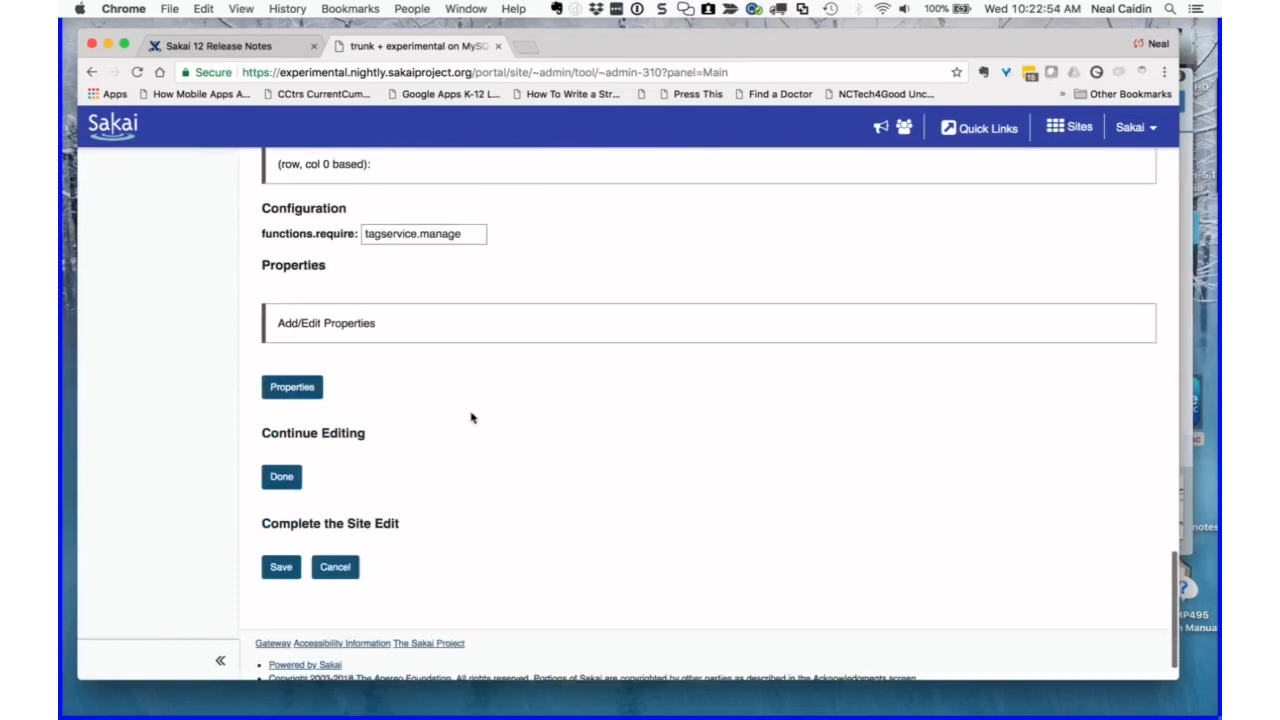 Chrome File Edit View History Bookmarks People Window Help 100% Wed 10:22:54 AM Neal Caidin
Sakai 12 Release Notes × trunk + experimental on MySQ × Neal
Secure https://experimental.nightly.sakaiproject.org/portal/site/~admin/tool/~admin-310?panel=Main
Apps How Mobile Apps A... CCtrs CurrentCum... Google Apps K-12 L... How To Write a Str... Press This Find a Doctor NCTech4Good Unc... » Other Bookmarks
Sakai Quick Links Sites Sakai
(row, col 0 based):
Configuration
functions.require: tagservice.manage
Properties
Add/Edit Properties
Properties
Continue Editing
Done
Complete the Site Edit
Save Cancel
Gateway Accessibility Information The Sakai Project
Powered by Sakai
Copyright 2003-2018 The Apereo Foundation. All rights reserved. Portions of Sakai are copyrighted by other parties as described in the Acknowledgments screen.
notes
MP495
n Manual